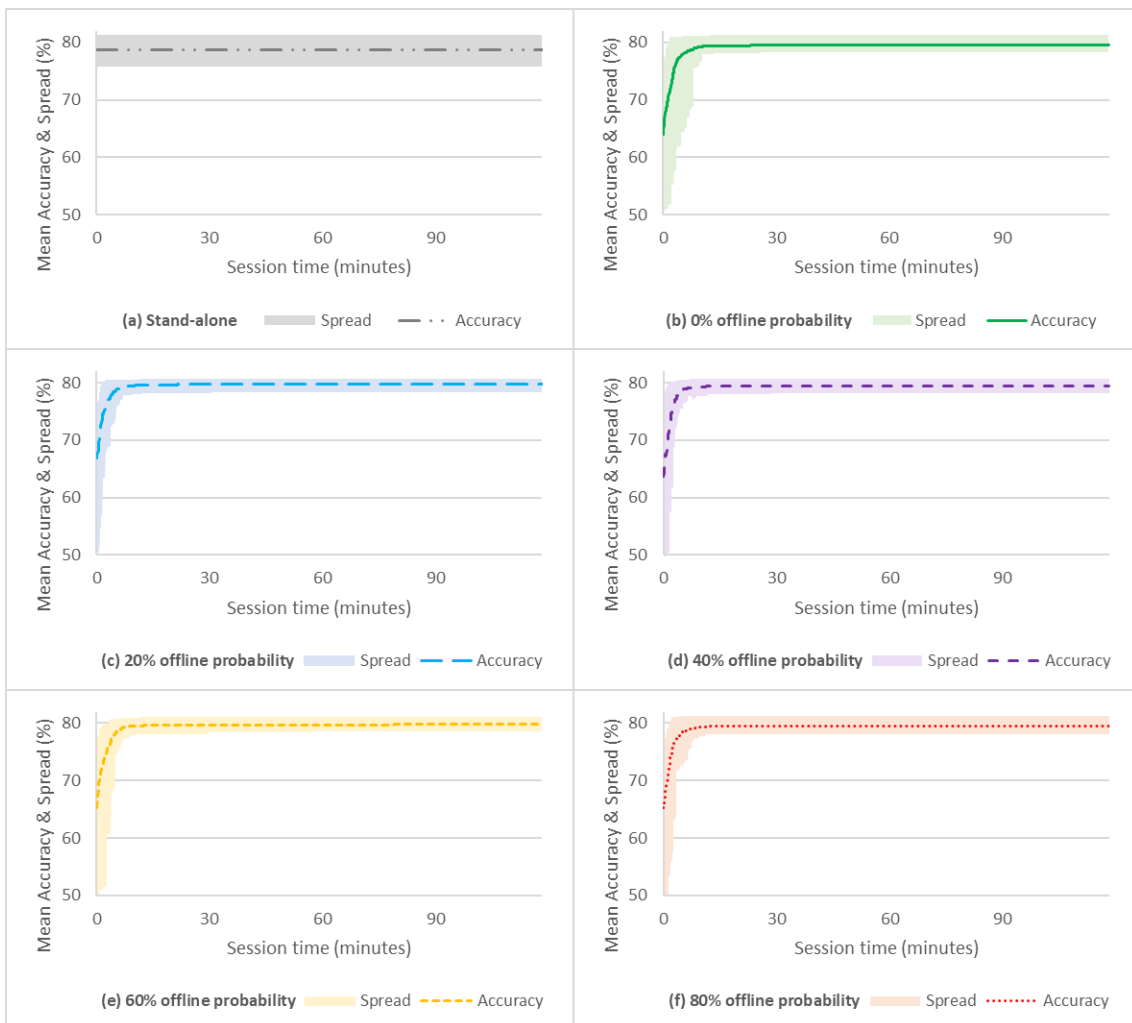 Mean Accuracy & Spread (%)
80
70
60
50
0 30 60 90
Session time (minutes)
(a) Stand-alone Spread Accuracy
Mean Accuracy & Spread (%)
80
70
60
50
0 30 60 90
Session time (minutes)
(b) 0% offline probability Spread Accuracy
Mean Accuracy & Spread (%)
80
70
60
50
0 30 60 90
Session time (minutes)
(c) 20% offline probability Spread Accuracy
Mean Accuracy & Spread (%)
80
70
60
50
0 30 60 90
Session time (minutes)
(d) 40% offline probability Spread Accuracy
Mean Accuracy & Spread (%)
80
70
60
50
0 30 60 90
Session time (minutes)
(e) 60% offline probability Spread Accuracy
Mean Accuracy & Spread (%)
80
70
60
50
0 30 60 90
Session time (minutes)
(f) 80% offline probability Spread Accuracy